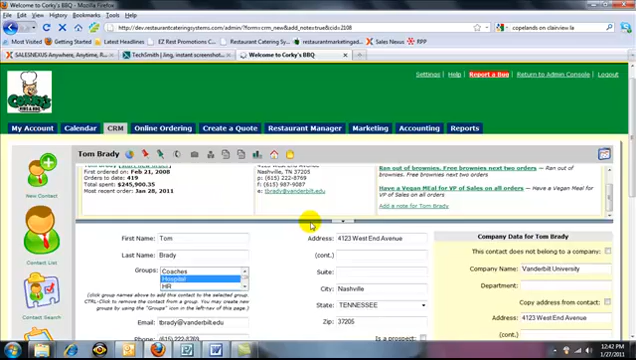 Welcome to Corky's BBQ - Mozilla Firefox
File Edit View History Bookmarks Tools Help
http://dev.restaurantcateringsystems.com/admin/?form=crm_new&add_notex=true&cid=2108
copelands on clairview.la
Most Visited Getting Started Latest Headlines EZ Rest Promotions C... Restaurant Catering Sy... restaurantmarketing.g... Sales Nexus RPP
SALESNEXUS Anywhere, Anytime, R... TechSmith | Jing, instant screenshot... Welcome to Corky's BBQ
Settings | Help | Report a Bug | Return to Admin Console | Logout
CORKY'S
My Account Calendar CRM Online Ordering Create a Quote Restaurant Manager Marketing Accounting Reports
Tom Brady
First ordered on: Feb 21, 2008
Orders to date: 419
Total spent: $245,900.35
Most recent order: Jan 28, 2011
Nashville, TN 37205
p: (615) 222-8769
f: (615) 987-9087
e: tbrady@vanderbilt.edu
Ran out of brownies. Free brownies next two orders — Ran out of brownies. Free brownies next two orders
Have a Vegan Meal for VP of Sales on all orders — Have a Vegan Meal for VP of Sales on all orders
Add a note for Tom Brady
New Contact
Contact List
Contact Search
First Name: Tom
Last Name: Brady
Groups: Coaches
Hospital
HR
(click group names above to add this contact to the selected group.
CTRL-Click to remove a contact from a group. You may create new
groups by using the "Groups" icon in the left nav of this page.)
Email: tbrady@vanderbilt.edu
Phone: (615) 222-8769
Address: 4123 West End Avenue
(cont.)
Suite:
City: Nashville
State: TENNESSEE
Zip: 37205
Is a prospect:
Company Data for Tom Brady
This contact does not belong to a company:
Company Name: Vanderbilt University
Department:
Copy address from contact:
Address: 4123 West End Avenue
(cont.)
12:42 PM
1/27/2011